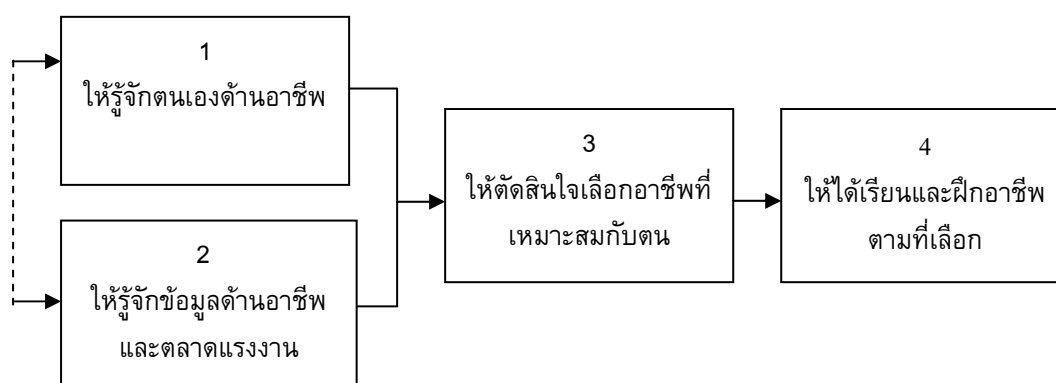 1
ให้รู้จักตนเองด้านอาชีพ
2
ให้รู้จักข้อมูลด้านอาชีพ
และตลาดแรงงาน
3
ให้ตัดสินใจเลือกอาชีพที่
เหมาะสมกับตน
4
ให้ได้เรียนและฝึกอาชีพ
ตามที่เลือก